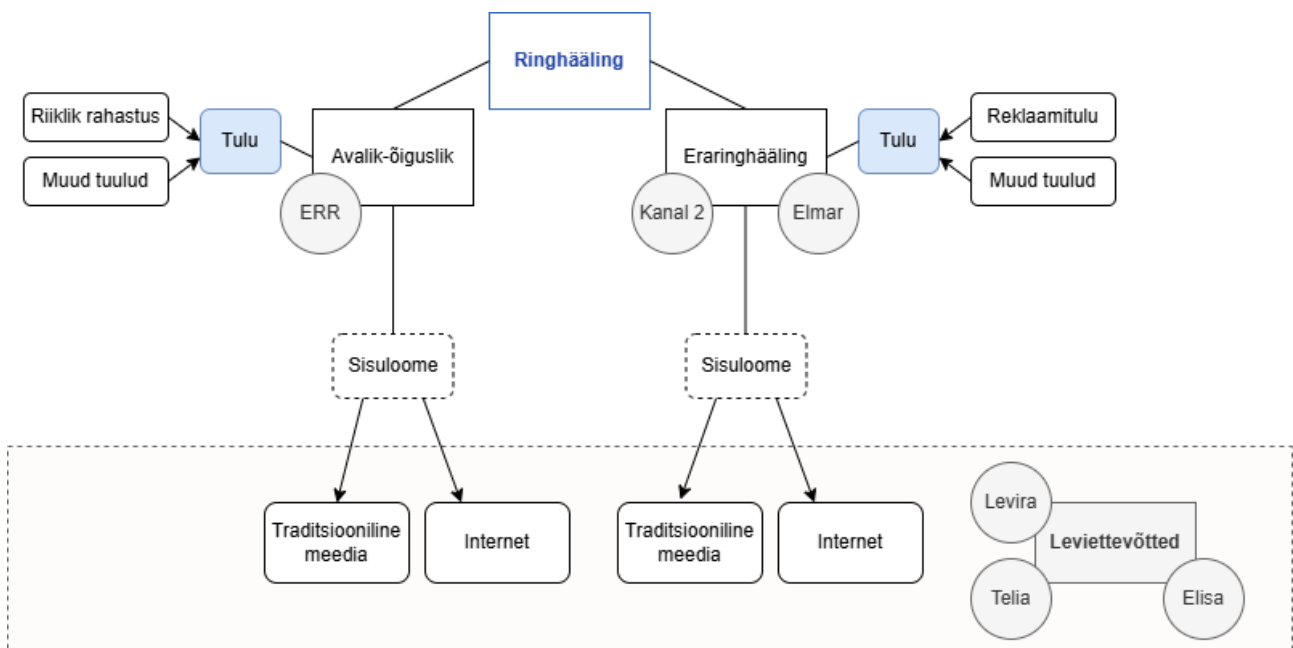 Ringhääling
Riiklik rahastus
Tulu
Muud tuulud
Avalik-õiguslik
ERR
Eraringhääling
Kanal 2
Elmar
Tulu
Reklaamitulu
Muud tuulud
Sisuloome
Sisuloome
Traditsiooniline
meedia
Internet
Traditsiooniline
meedia
Internet
Levira
Leviettevõtted
Telia
Elisa